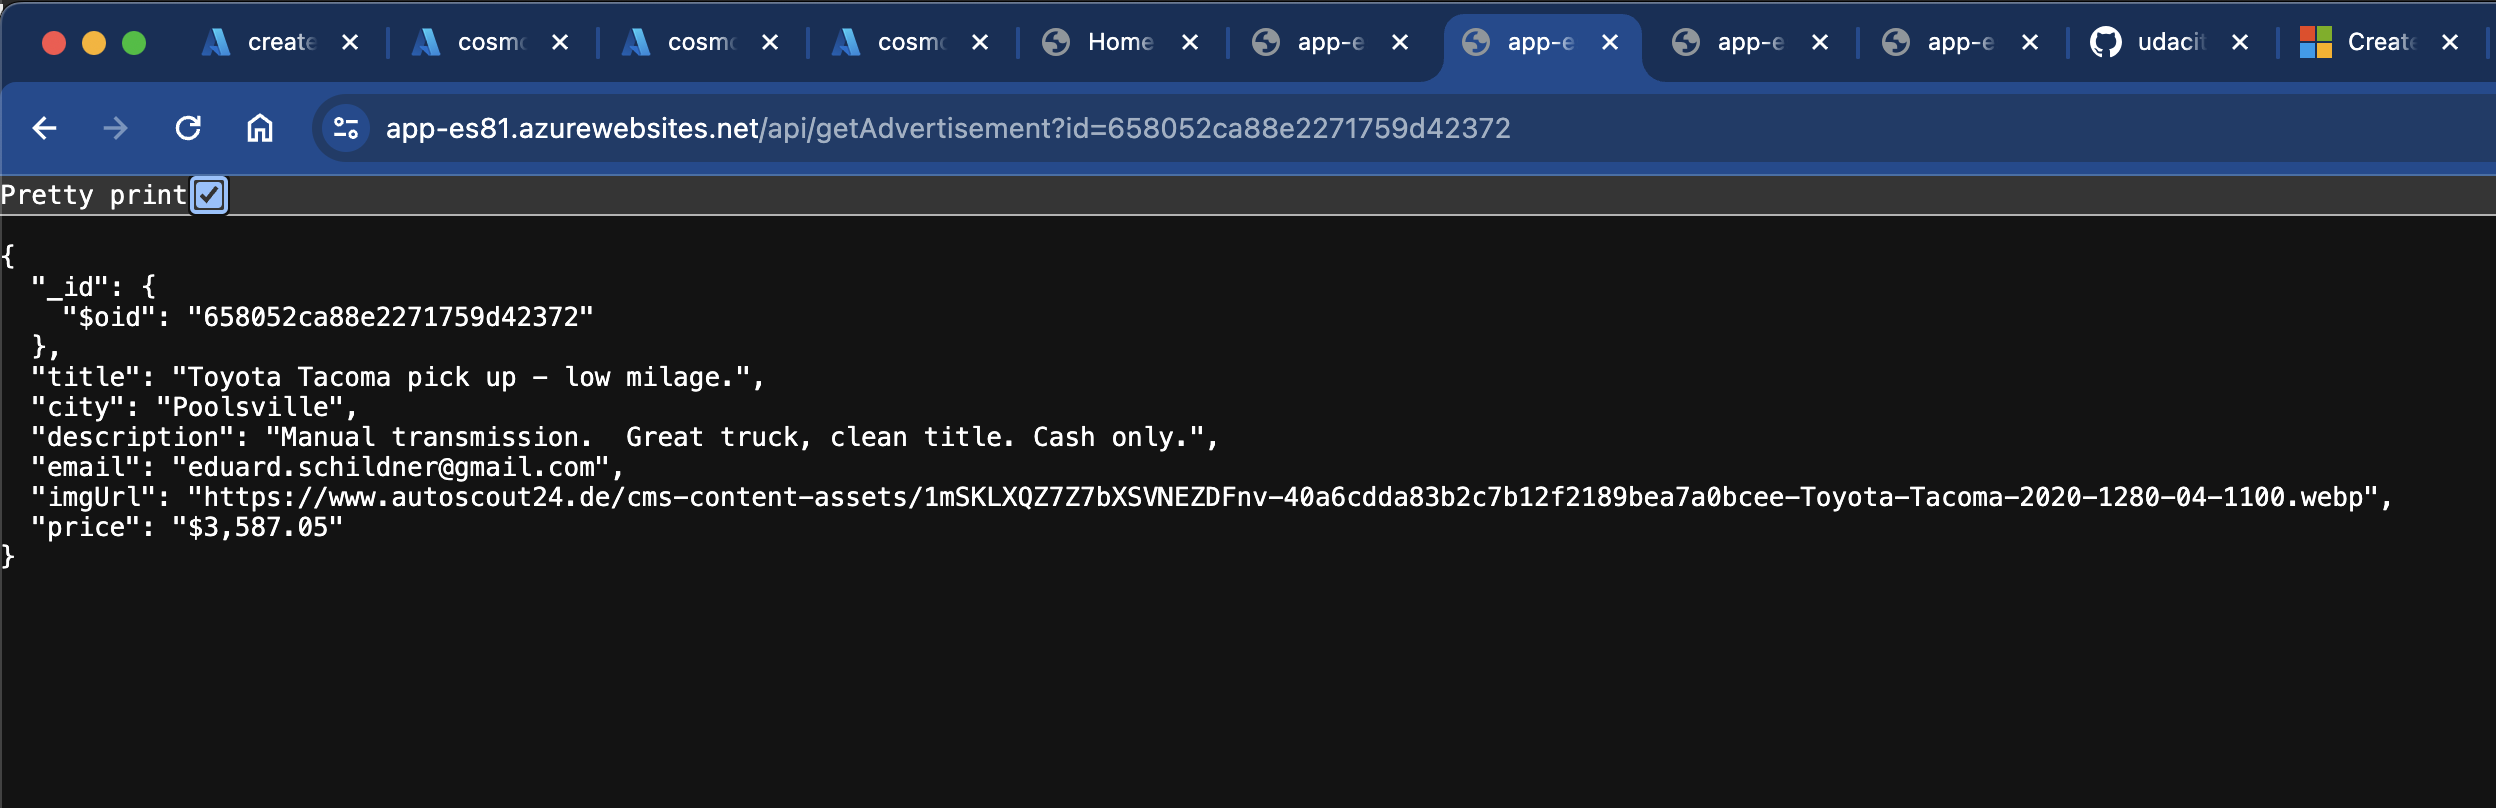 create cosmo cosmo cosmo Home app-e app-e app-e app-e udacit Create
app-es81.azurewebsites.net/api/getAdvertisement?id=658052ca88e2271759d42372
Pretty print
{
  "_id": {
    "$oid": "658052ca88e2271759d42372"
  },
  "title": "Toyota Tacoma pick up - low milage.",
  "city": "Poolsville",
  "description": "Manual transmission.  Great truck, clean title. Cash only.",
  "email": "eduard.schildner@gmail.com",
  "imgUrl": "https://www.autoscout24.de/cms-content-assets/1mSKLXQZ7Z7bXSVNEZDFnv-40a6cdda83b2c7b12f2189bea7a0bcee-Toyota-Tacoma-2020-1280-04-1100.webp",
  "price": "$3,587.05"
}